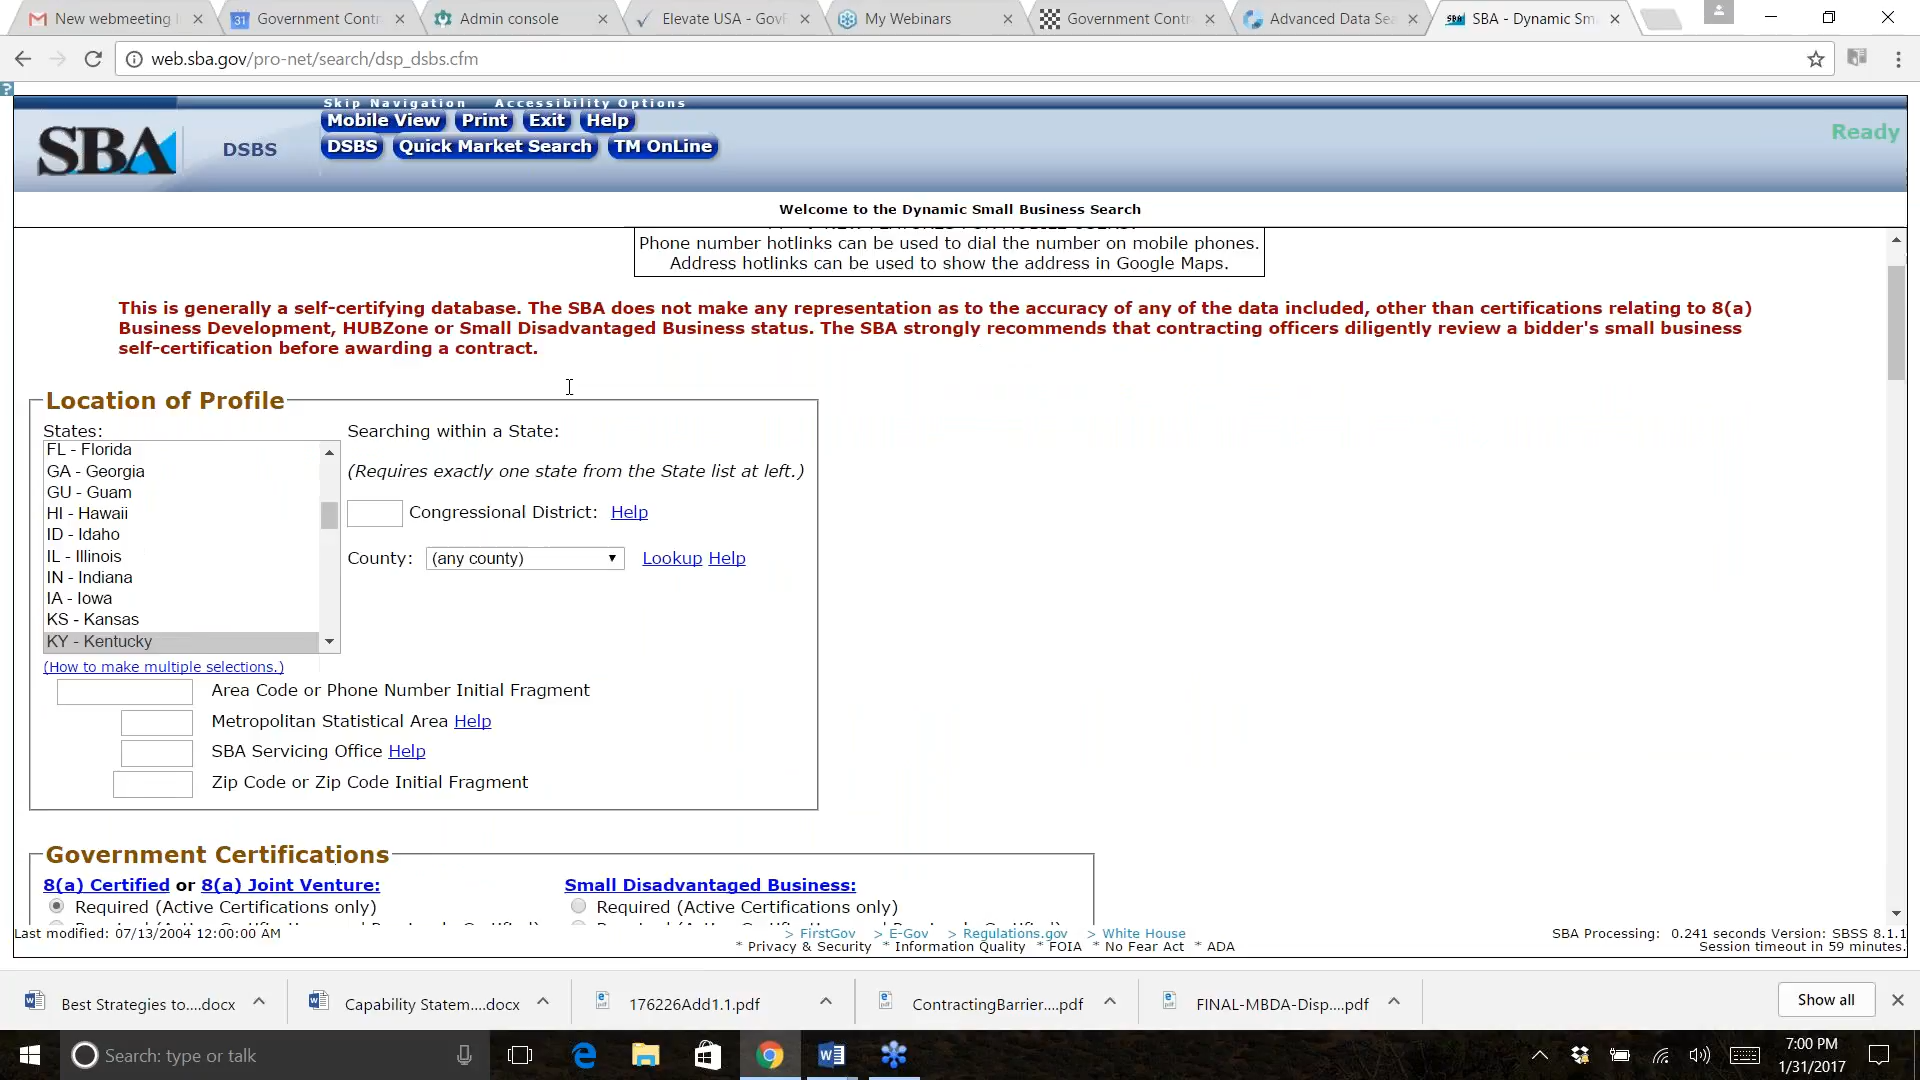 New webmeeting
31 Government Contr
Admin console
Elevate USA - GovP
My Webinars
Government Contr
Advanced Data Sea
SBA SBA - Dynamic Sm
web.sba.gov/pro-net/search/dsp_dsbs.cfm
?
Skip Navigation Accessibility Options
Mobile View Print Exit Help
SBA DSBS
DSBS Quick Market Search TM OnLine
Ready
Welcome to the Dynamic Small Business Search
Phone number hotlinks can be used to dial the number on mobile phones.
Address hotlinks can be used to show the address in Google Maps.
This is generally a self-certifying database. The SBA does not make any representation as to the accuracy of any of the data included, other than certifications relating to 8(a)
Business Development, HUBZone or Small Disadvantaged Business status. The SBA strongly recommends that contracting officers diligently review a bidder's small business
self-certification before awarding a contract.
Location of Profile
States:
FL - Florida
GA - Georgia
GU - Guam
HI - Hawaii
ID - Idaho
IL - Illinois
IN - Indiana
IA - Iowa
KS - Kansas
KY - Kentucky
(How to make multiple selections.)
Searching within a State:
(Requires exactly one state from the State list at left.)
Congressional District: Help
County: (any county) Lookup Help
Area Code or Phone Number Initial Fragment
Metropolitan Statistical Area Help
SBA Servicing Office Help
Zip Code or Zip Code Initial Fragment
Government Certifications
8(a) Certified or 8(a) Joint Venture:
Required (Active Certifications only)
Small Disadvantaged Business:
Required (Active Certifications only)
Last modified: 07/13/2004 12:00:00 AM
> FirstGov > E-Gov > Regulations.gov > White House
* Privacy & Security * Information Quality * FOIA * No Fear Act * ADA
SBA Processing: 0.241 seconds Version: SBSS 8.1.1
Session timeout in 59 minutes.
Best Strategies to....docx
Capability Statem....docx
176226Add1.1.pdf
ContractingBarrier....pdf
FINAL-MBDA-Disp....pdf
Show all
Search: type or talk
7:00 PM
1/31/2017